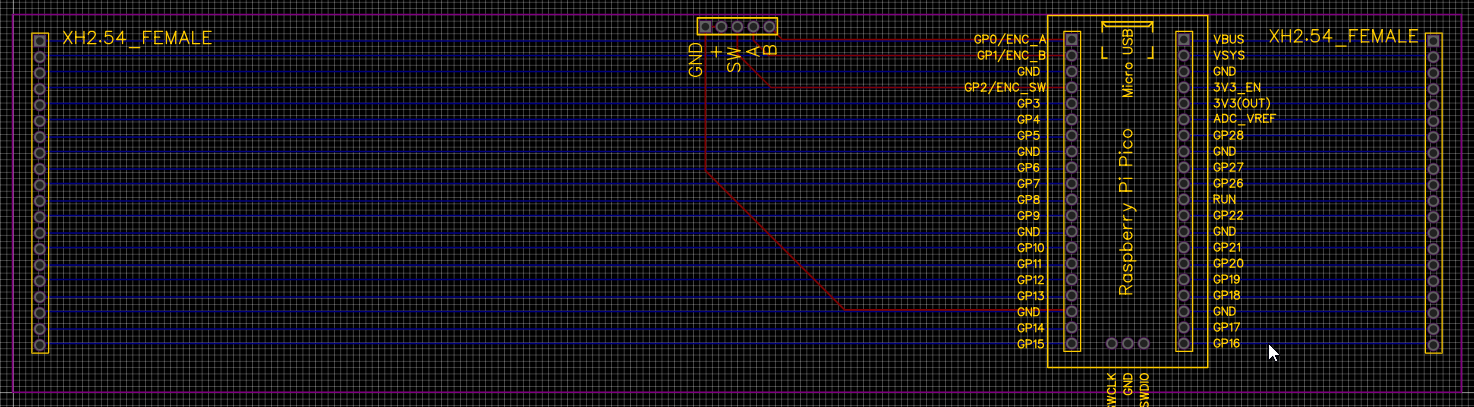 XH2.54_FEMALE
GND
+
SW
A
B
GP0/ENC_A
GP1/ENC_B
GND
GP2/ENC_SW
GP3
GP4
GP5
GND
GP6
GP7
GP8
GP9
GND
GP10
GP11
GP12
GP13
GND
GP14
GP15
Micro USB
Raspberry Pi Pico
SWCLK
GND
SWDIO
VBUS
VSYS
GND
3V3_EN
3V3(OUT)
ADC_VREF
GP28
GND
GP27
GP26
RUN
GP22
GND
GP21
GP20
GP19
GP18
GND
GP17
GP16
XH2.54_FEMALE